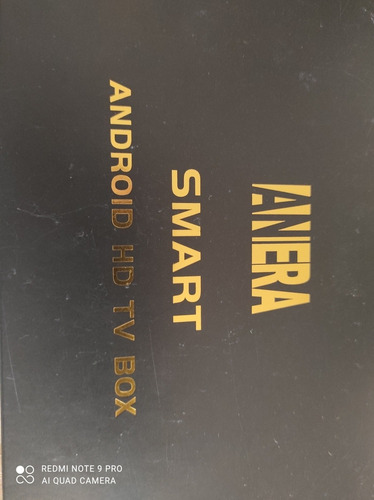 ANERA
SMART
ANDROID HD TV BOX
REDMI NOTE 9 PRO
AI QUAD CAMERA